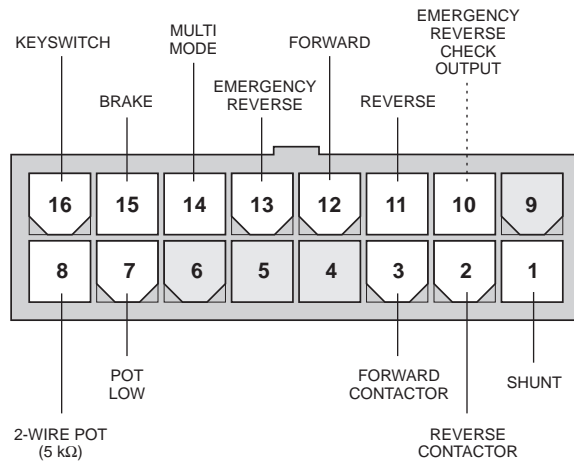 KEYSWITCH
MULTI
MODE
FORWARD
EMERGENCY
REVERSE
CHECK
OUTPUT
BRAKE
EMERGENCY
REVERSE
REVERSE
16 15 14 13 12 11 10 9
8 7 6 5 4 3 2 1
POT
LOW
FORWARD
CONTACTOR
SHUNT
2-WIRE POT
(5 kΩ)
REVERSE
CONTACTOR